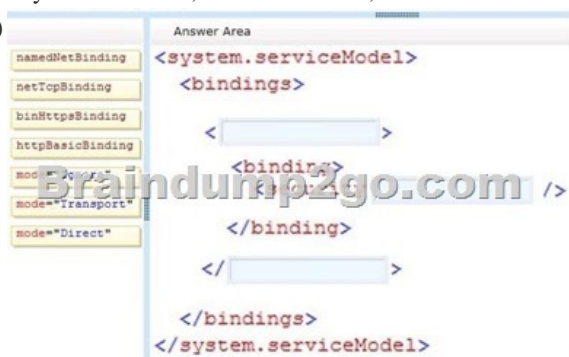 Answer Area
namedNetBinding
netTcpBinding
binHttpsBinding
httpBasicBinding
mode="Transport"
mode="Direct"
<system.serviceModel>
<bindings>
< >
<binding>
/>
</binding>
</ >
</bindings>
</system.serviceModel>
Braindump2go.com